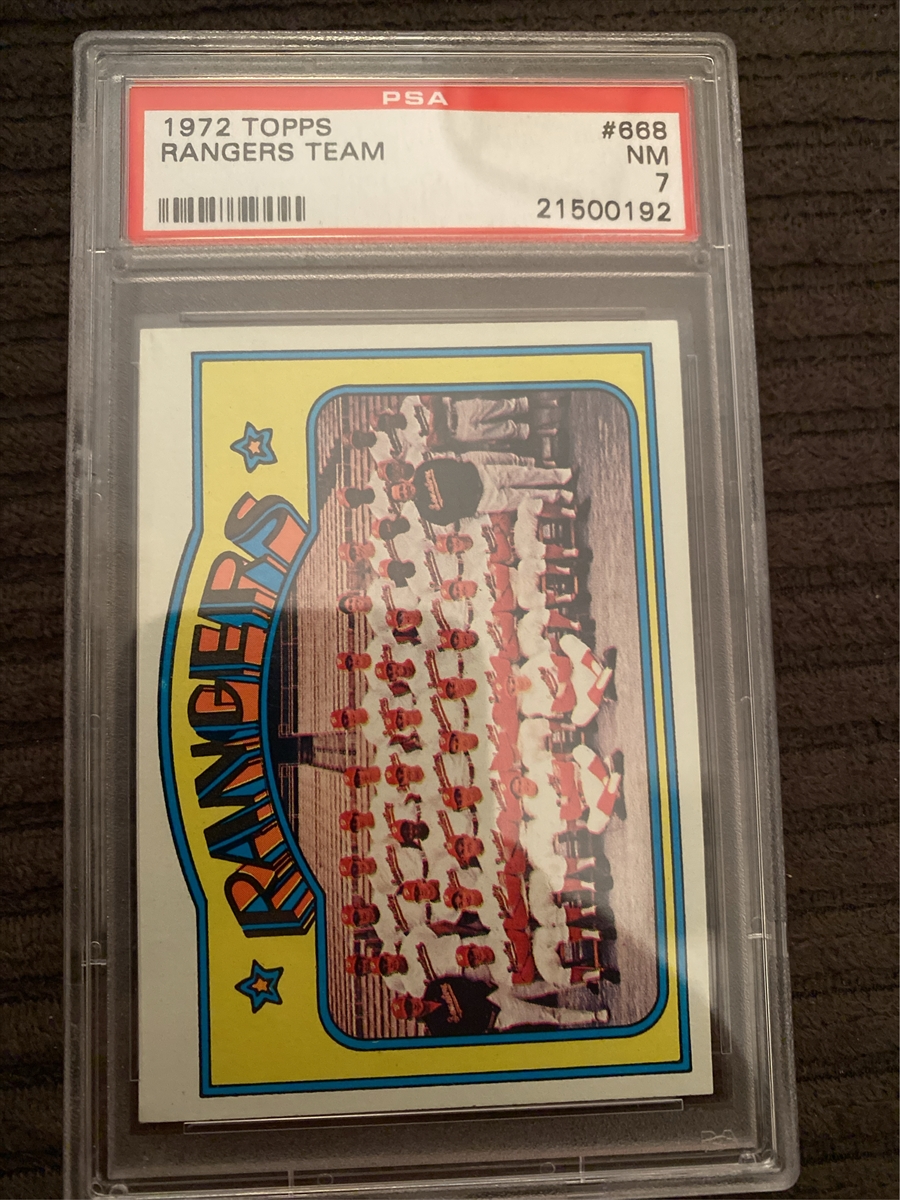 PSA
1972 TOPPS #668
RANGERS TEAM NM
7
21500192
RANGERS